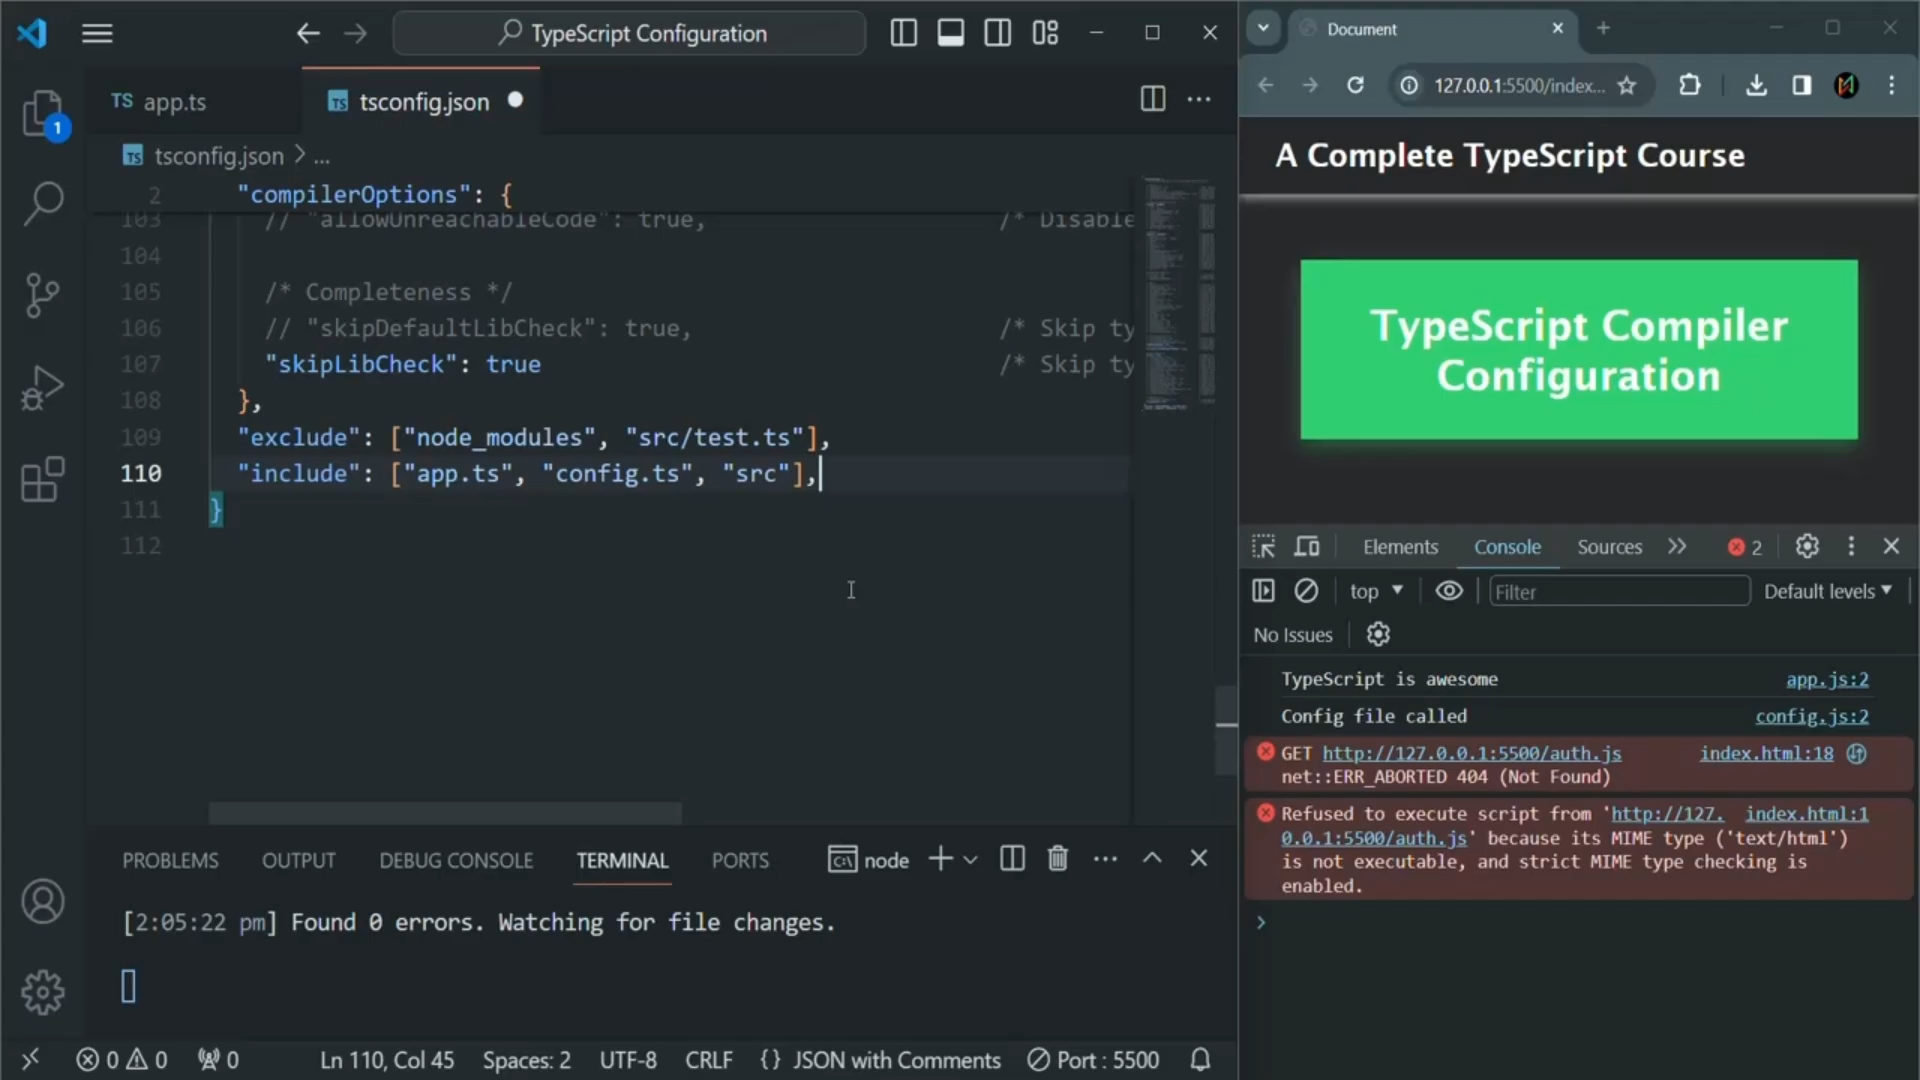 TypeScript Configuration
TS app.ts
TS tsconfig.json
TS tsconfig.json > ...
2 "compilerOptions": {
103 // "allowUnreachableCode": true, /* Disable
104
105 /* Completeness */
106 // "skipDefaultLibCheck": true, /* Skip ty
107 "skipLibCheck": true /* Skip ty
108 },
109 "exclude": ["node_modules", "src/test.ts"],
110 "include": ["app.ts", "config.ts", "src"],
111 }
112
1
PROBLEMS OUTPUT DEBUG CONSOLE TERMINAL PORTS node
[2:05:22 pm] Found 0 errors. Watching for file changes.
0 0 0 Ln 110, Col 45 Spaces: 2 UTF-8 CRLF {} JSON with Comments Port : 5500
Document
127.0.0.1:5500/index...
A Complete TypeScript Course
TypeScript Compiler
Configuration
Elements Console Sources 2
top Filter Default levels
No Issues
TypeScript is awesome app.js:2
Config file called config.js:2
GET http://127.0.0.1:5500/auth.js index.html:18
net::ERR_ABORTED 404 (Not Found)
Refused to execute script from 'http://127. index.html:1
0.0.1:5500/auth.js' because its MIME type ('text/html')
is not executable, and strict MIME type checking is
enabled.